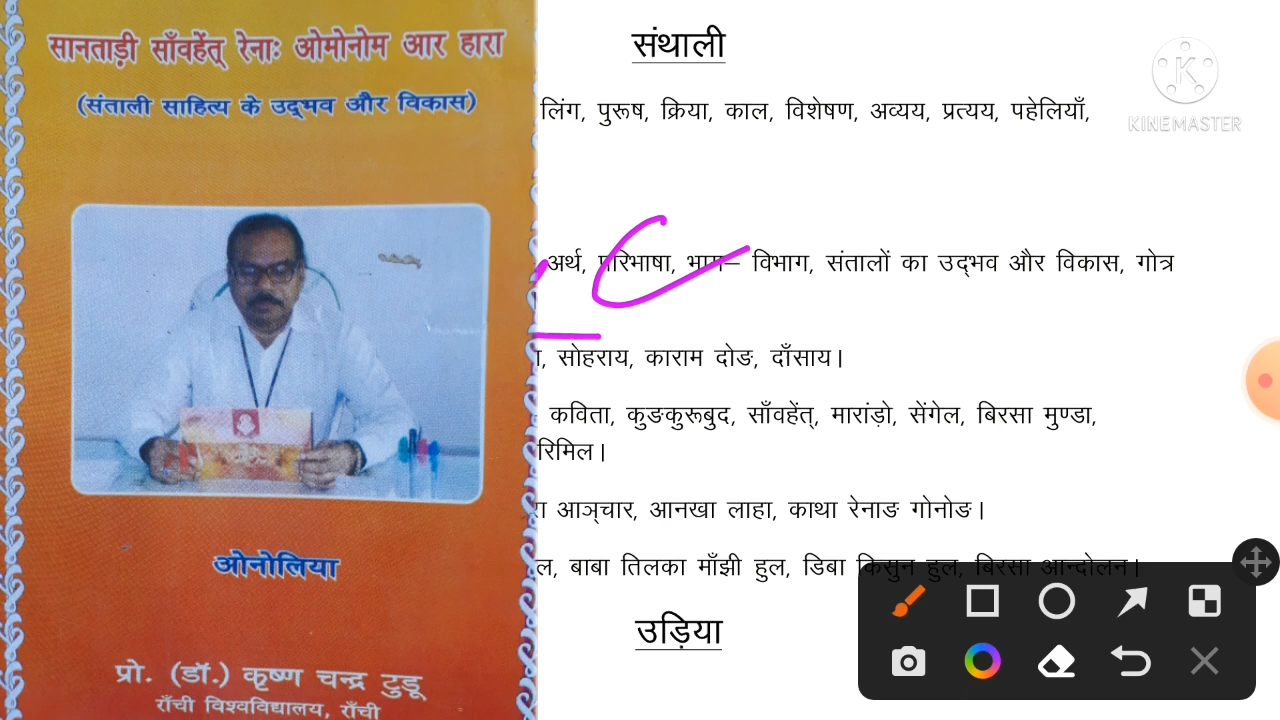 सानताड़ी साँवहेंत् रेनाः ओमोनोम आर हारा
(संताली साहित्य के उद्भव और विकास)
ओनोलिया
प्रो. (डॉ.) कृष्ण चन्द्र टुडू
राँची विश्वविद्यालय, राँची
संथाली
लिंग, पुरूष, क्रिया, काल, विशेषण, अव्यय, प्रत्यय, पहेलियाँ,
अर्थ, परिभाषा, भाग– विभाग, संतालों का उद्भव और विकास, गोत्र
सोहराय, काराम दोङ, दाँसाय।
कविता, कुङकुरूबुद, साँवहेंत्, मारांड़ो, सेंगेल, बिरसा मुण्डा,
रिमिल।
आञ्चार, आनखा लाहा, काथा रेनाङ गोनोङ।
बाबा तिलका माँझी हुल, डिबा किसुन हुल, बिरसा आन्दोलन।
उड़िया
KINEMASTER